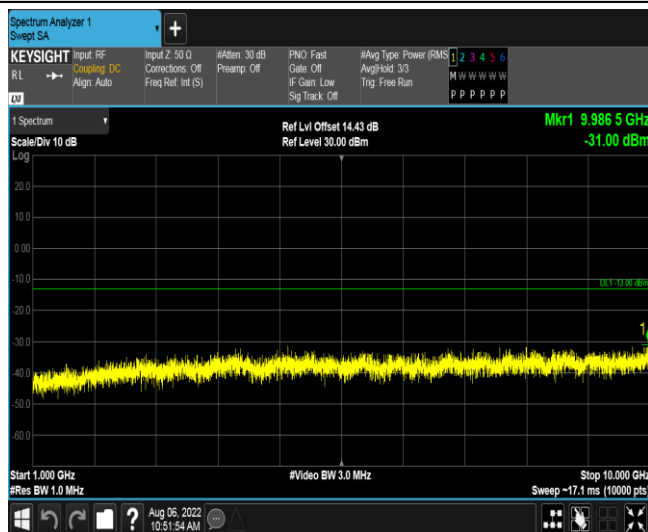 Spectrum Analyzer 1
Swept SA
+
KEYSIGHT Input: RF Input Z: 50 Ω #Atten: 30 dB PNO: Fast #Avg Type: Power (RMS 1 2 3 4 5 6
RL Coupling: DC Corrections: Off Preamp: Off Gate: Off Avg|Hold: 3/3 M W W W W W
Align: Auto Freq Ref: Int (S) IF Gain: Low Trig: Free Run
LXI Sig Track: Off P P P P P P
1 Spectrum Ref Lvl Offset 14.43 dB Mkr1 9.986 5 GHz
Scale/Div 10 dB Ref Level 30.00 dBm -31.00 dBm
Log
20.0
10.0
0.00
-10.0
DL1 -13.00 dBm
-20.0
1
-30.0
-40.0
-50.0
-60.0
Start 1.000 GHz #Video BW 3.0 MHz Stop 10.000 GHz
#Res BW 1.0 MHz Sweep ~17.1 ms (10000 pts)
? Aug 06, 2022
10:51:54 AM